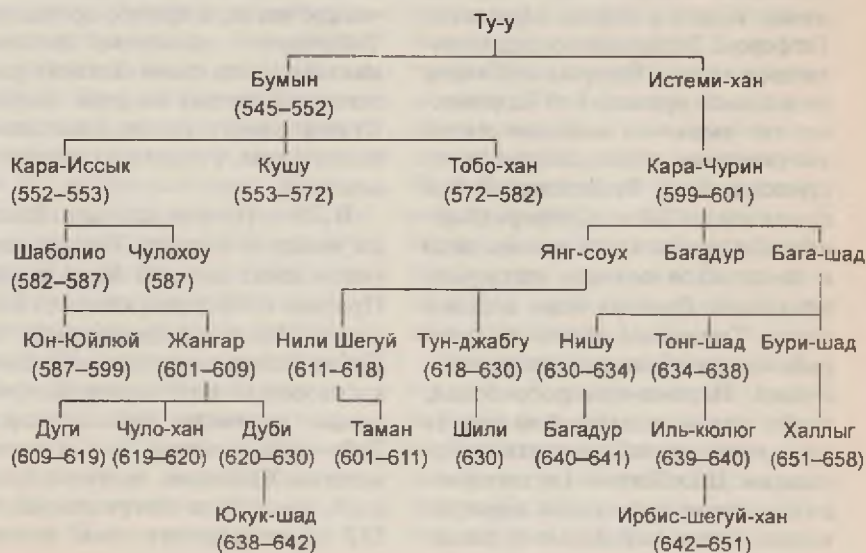 Ту-у
Бумын Истеми-хан
(545–552)
Кара-Иссык Кушу Тобо-хан Кара-Чурин
(552–553) (553–572) (572–582) (599–601)
Шаболио Чулохоу Янг-соух Багадур Бага-шад
(582–587) (587)
Юн-Юйлюй Жангар Нили Шегуй Тун-джабгу Нишу Тонг-шад Бури-шад
(587–599) (601–609) (611–618) (618–630) (630–634) (634–638)
Дуги Чуло-хан Дуби Таман Шили Багадур Иль-кюлюг Халлыг
(609–619) (619–620) (620–630) (601–611) (630) (640–641) (639–640) (651–658)
Юкук-шад Ирбис-шегуй-хан
(638–642) (642–651)